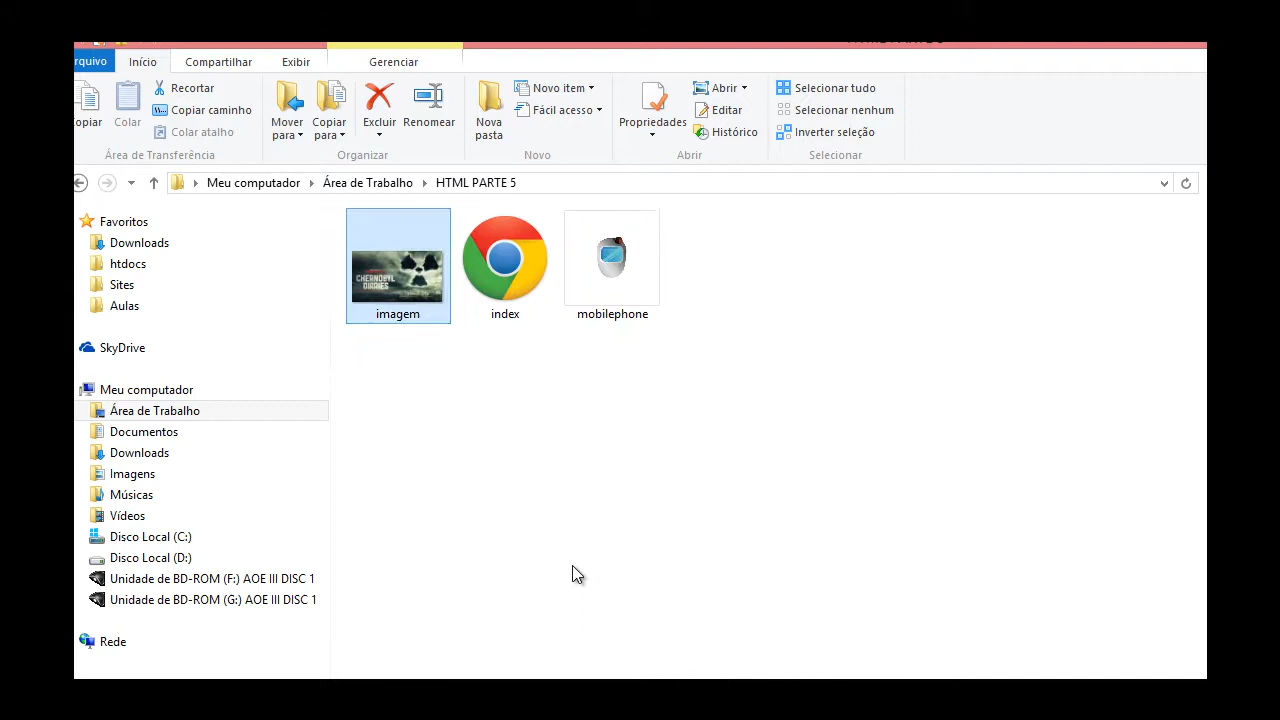 rquivo
Início
Compartilhar
Exibir
Gerenciar
opiar
Colar
Recortar
Copiar caminho
Colar atalho
Mover para
Copiar para
Excluir
Renomear
Nova pasta
Novo item
Fácil acesso
Propriedades
Abrir
Editar
Histórico
Selecionar tudo
Selecionar nenhum
Inverter seleção
Área de Transferência
Organizar
Novo
Abrir
Selecionar
Meu computador
Área de Trabalho
HTML PARTE 5
Favoritos
Downloads
htdocs
Sites
Aulas
SkyDrive
Meu computador
Área de Trabalho
Documentos
Downloads
Imagens
Músicas
Vídeos
Disco Local (C:)
Disco Local (D:)
Unidade de BD-ROM (F:) AOE III DISC 1
Unidade de BD-ROM (G:) AOE III DISC 1
Rede
CHERNOBYL
DIARIES
imagem
index
mobilephone